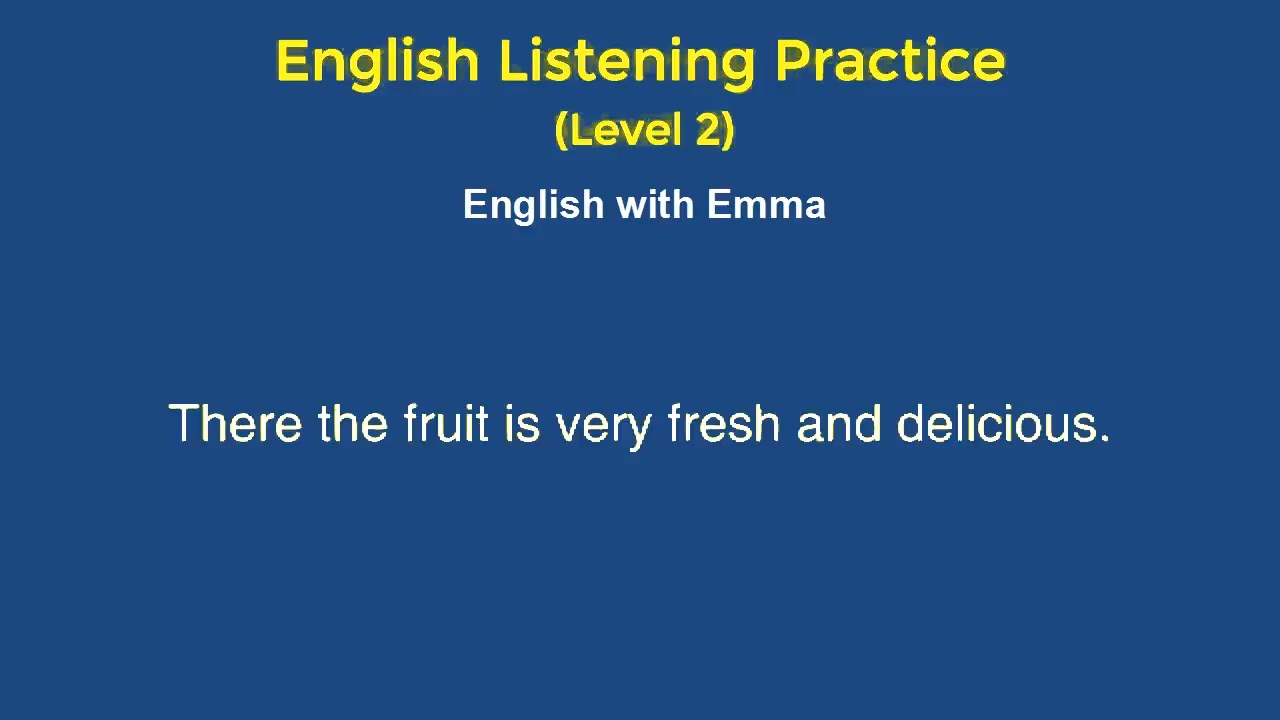 English Listening Practice
(Level 2)
English with Emma
There the fruit is very fresh and delicious.